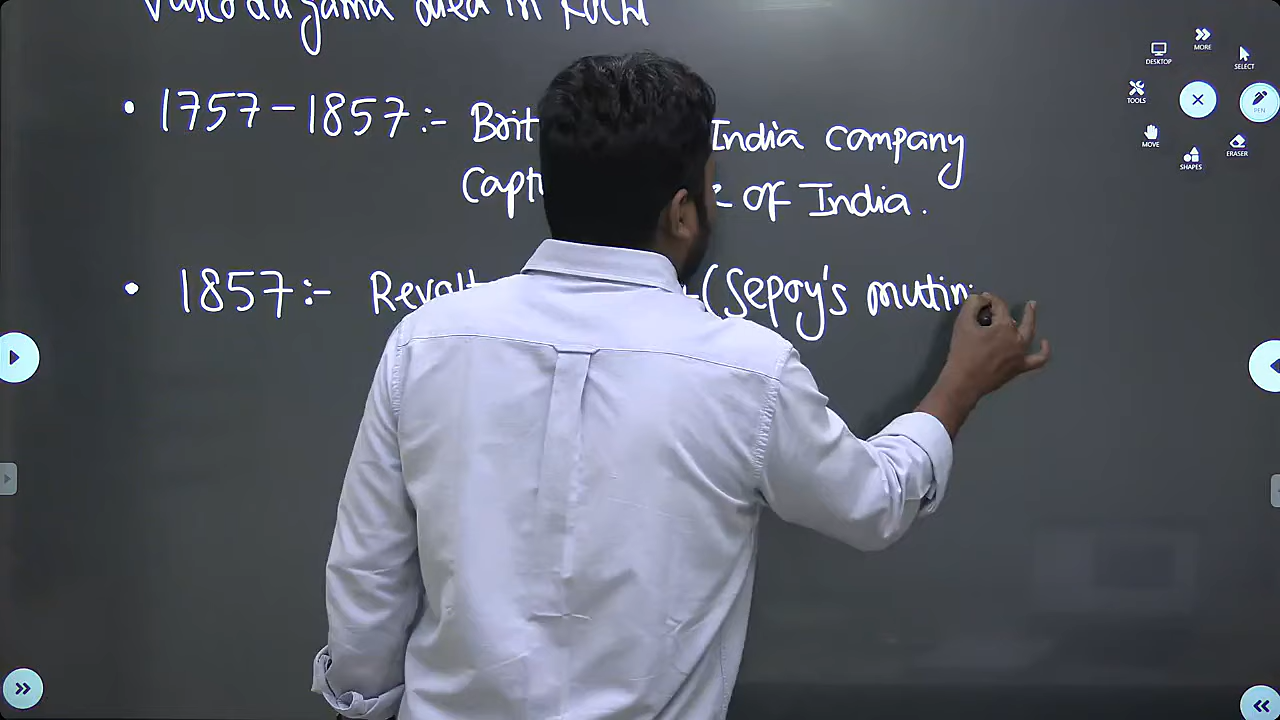 Vasco da gama died in Kochi
• 1757 - 1857 :- Brit India company
Capt of India.
• 1857 :- Revolt (Sepoy's mutin
DESKTOP
MORE
SELECT
TOOLS
PEN
MOVE
SHAPES
ERASER